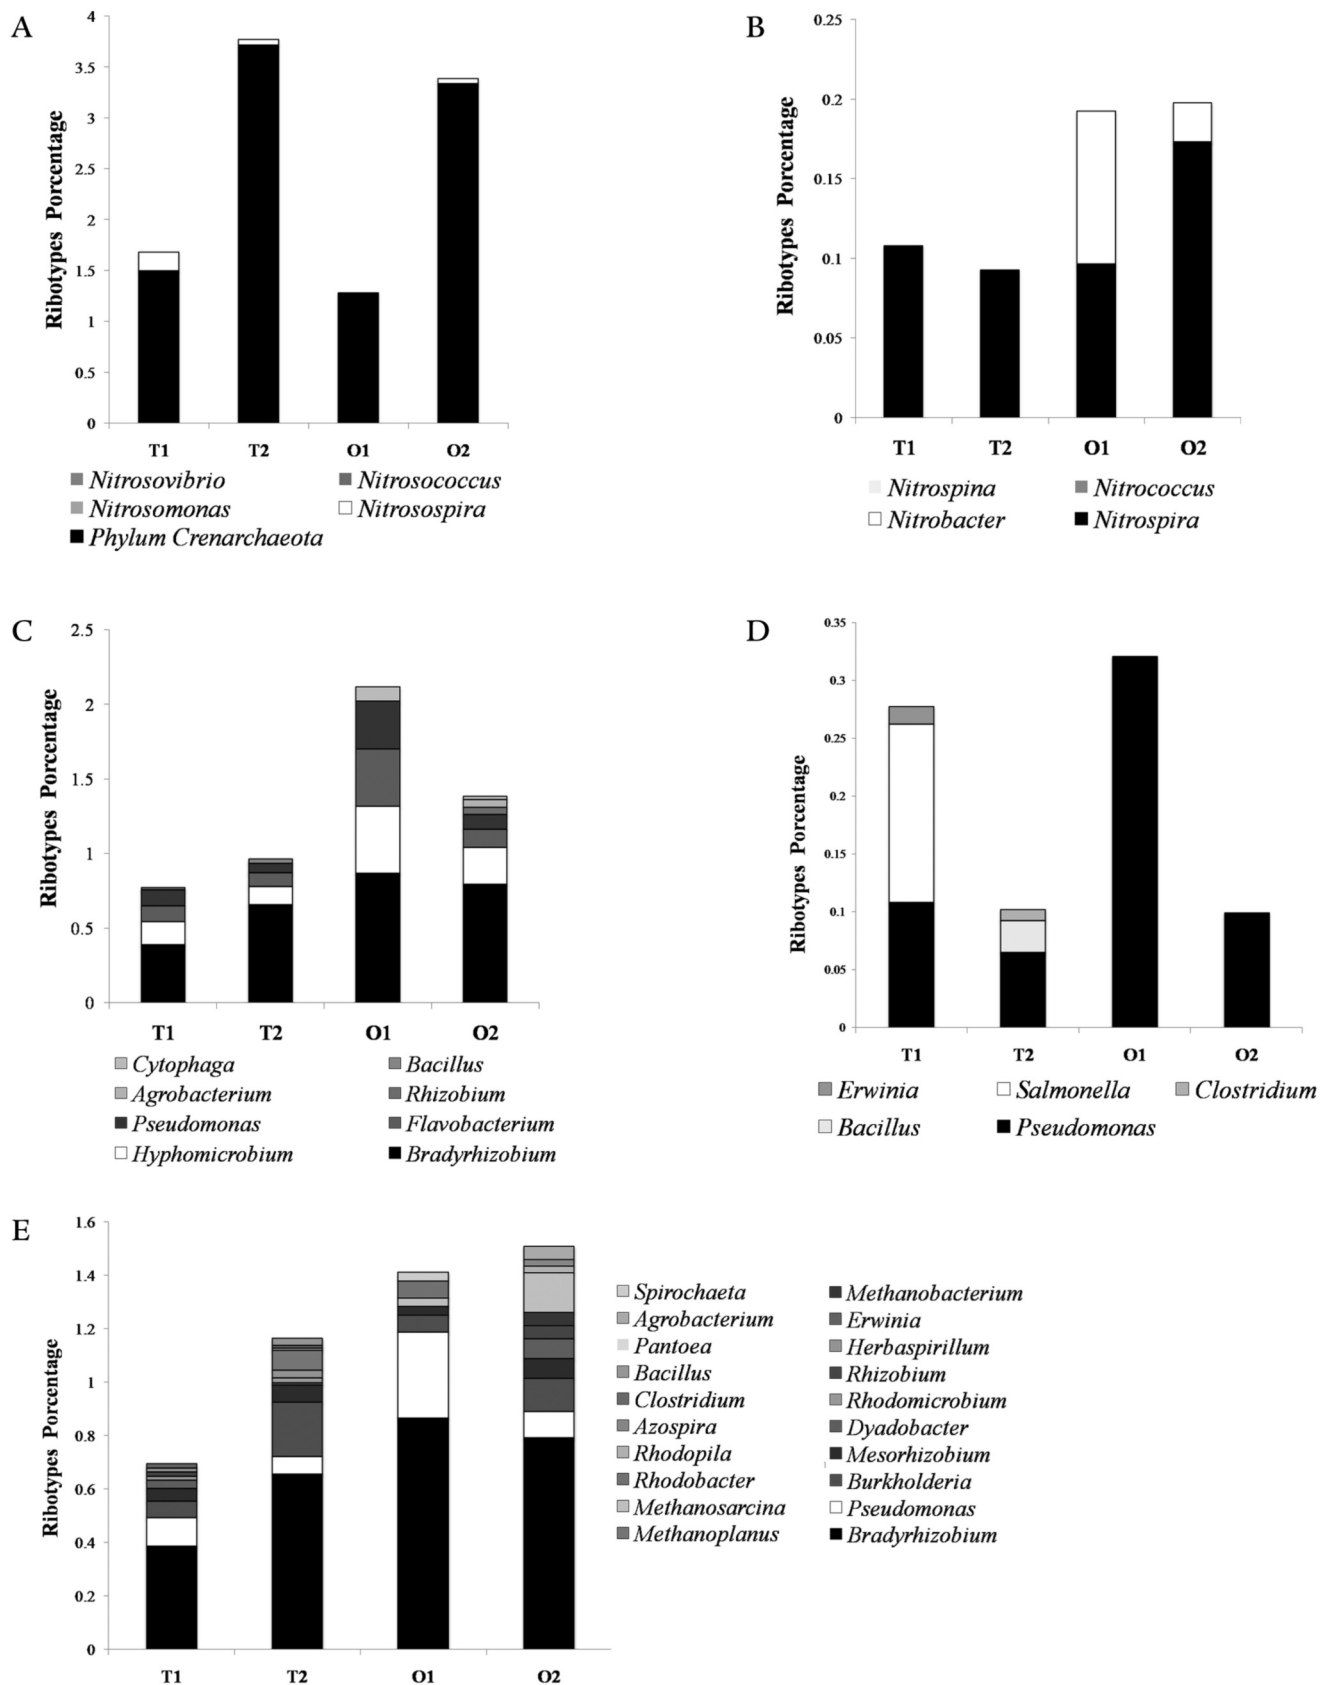 A
Ribotypes Porcentage
4
3.5
3
2.5
2
1.5
1
0.5
0
T1 T2 O1 O2
Nitrosovibrio Nitrosococcus
Nitrosomonas Nitrosospira
Phylum Crenarchaeota
B
Ribotypes Porcentage
0.25
0.2
0.15
0.1
0.05
0
T1 T2 O1 O2
Nitrospina Nitrococcus
Nitrobacter Nitrospira
C
Ribotypes Porcentage
2.5
2
1.5
1
0.5
0
T1 T2 O1 O2
Cytophaga Bacillus
Agrobacterium Rhizobium
Pseudomonas Flavobacterium
Hyphomicrobium Bradyrhizobium
D
Ribotypes Porcentage
0.35
0.3
0.25
0.2
0.15
0.1
0.05
0
T1 T2 O1 O2
Erwinia Salmonella Clostridium
Bacillus Pseudomonas
E
Ribotypes Porcentage
1.6
1.4
1.2
1
0.8
0.6
0.4
0.2
0
T1 T2 O1 O2
Spirochaeta Methanobacterium
Agrobacterium Erwinia
Pantoea Herbaspirillum
Bacillus Rhizobium
Clostridium Rhodomicrobium
Azospira Dyadobacter
Rhodopila Mesorhizobium
Rhodobacter Burkholderia
Methanosarcina Pseudomonas
Methanoplanus Bradyrhizobium